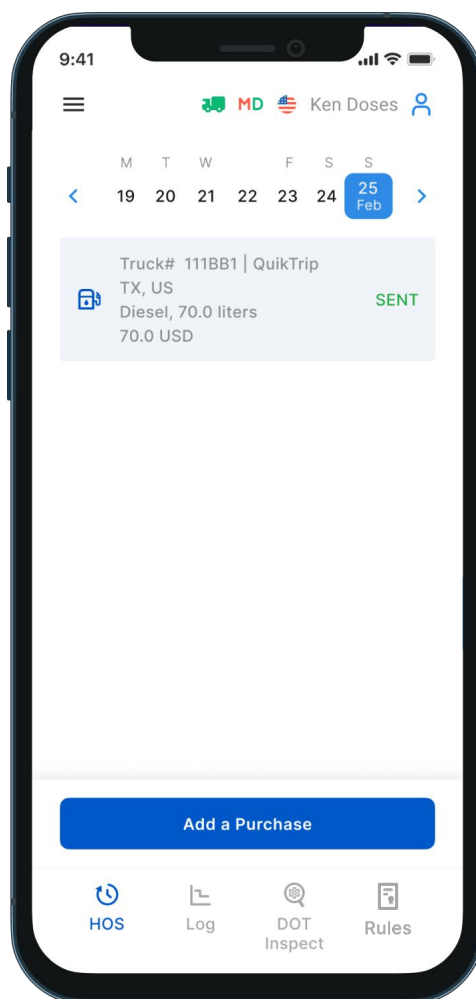 9:41
MD Ken Doses
M T W F S S
19 20 21 22 23 24 25
Feb
Truck# 111BB1 | QuikTrip
TX, US
Diesel, 70.0 liters
70.0 USD
SENT
Add a Purchase
HOS Log DOT Inspect Rules